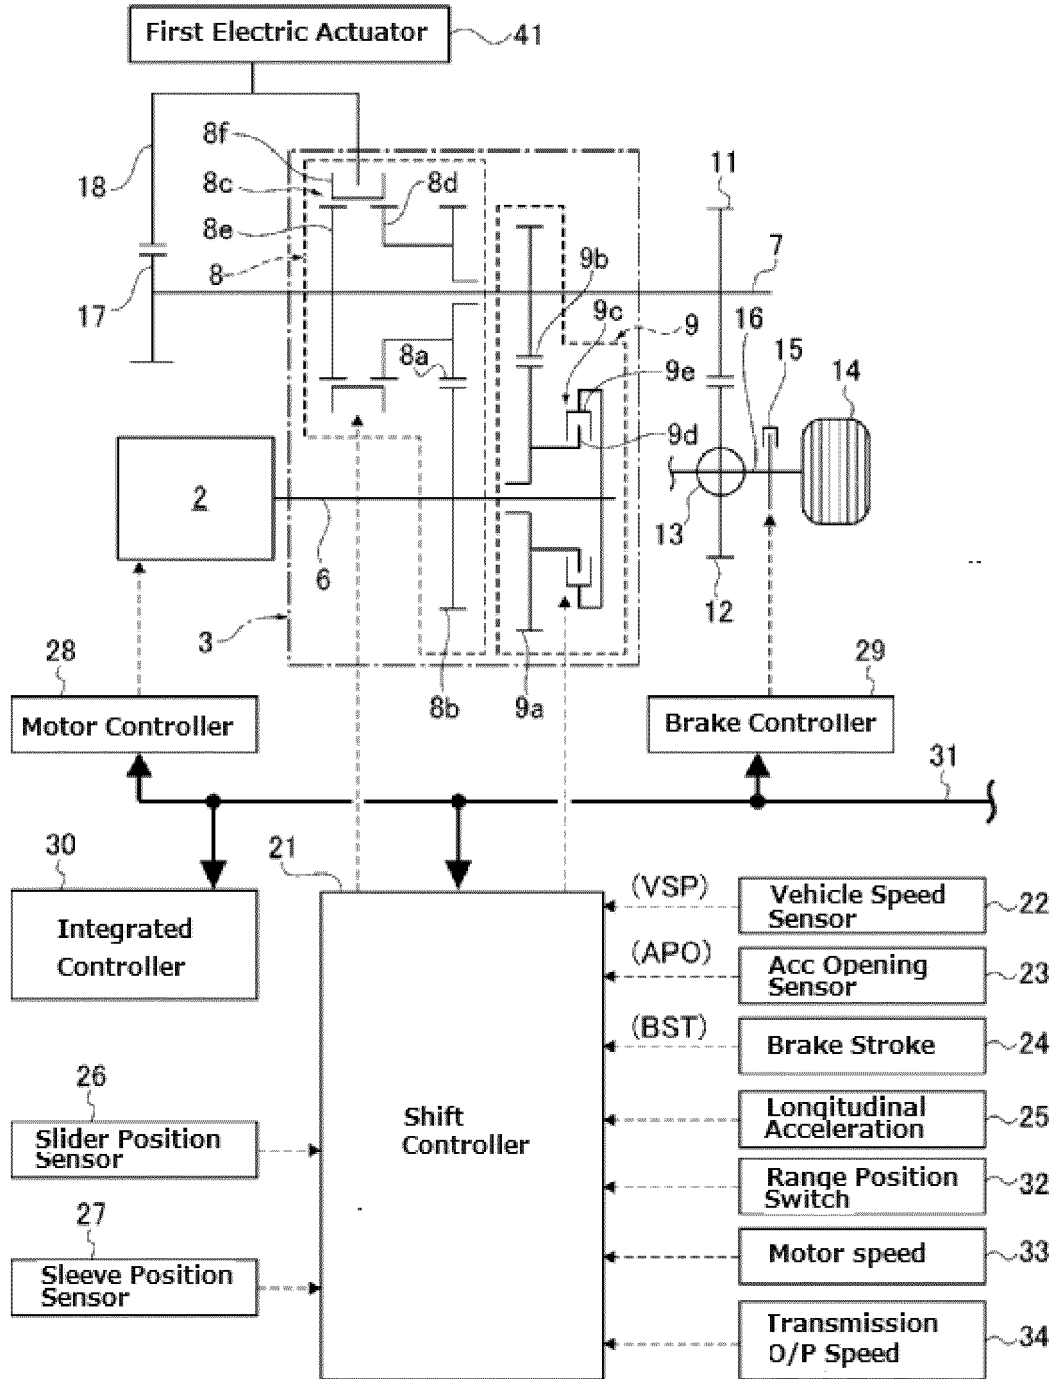 First Electric Actuator
41
8f
18
8c
8d
11
8e
8
9b
7
17
9c
9
16
15
8a
9e
14
9d
2
13
6
12
3
28
8b
9a
29
Motor Controller
Brake Controller
31
30
21
(VSP)
Vehicle Speed
Sensor
22
Integrated
Controller
(APO)
Acc Opening
Sensor
23
(BST)
Brake Stroke
24
26
Shift
Controller
Lonqitudinal
Acceleration
25
Slider Position
Sensor
Range Position
Switch
32
27
Motor speed
33
Sleeve Position
Sensor
Transmission
O/P Speed
34